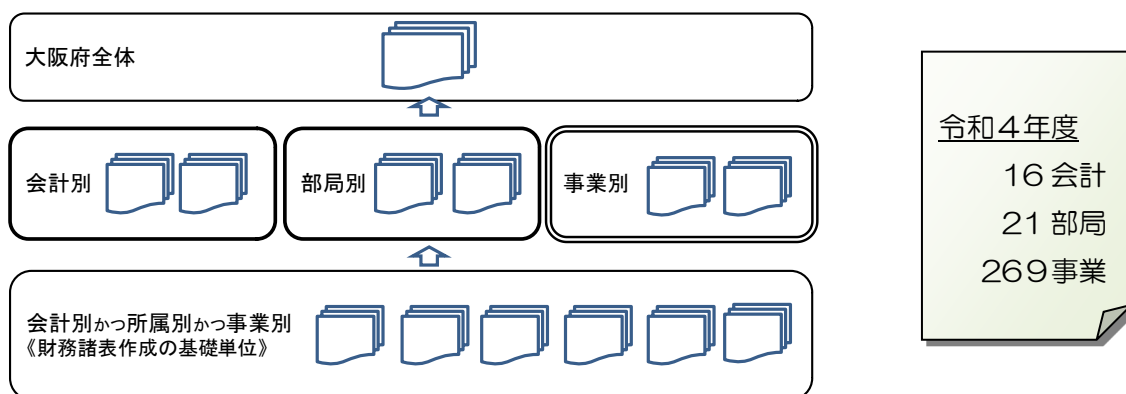 大阪府全体
会計別
部局別
事業別
会計別かつ所属別かつ事業別
《財務諸表作成の基礎単位》
令和４年度
16 会計
21 部局
269事業